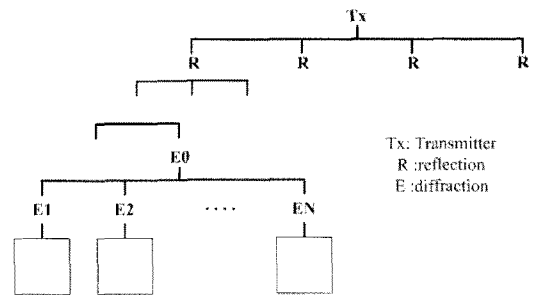 Tx
R R R R
E0
Tx: Transmitter
R :reflection
E :diffraction
E1 E2 .... EN